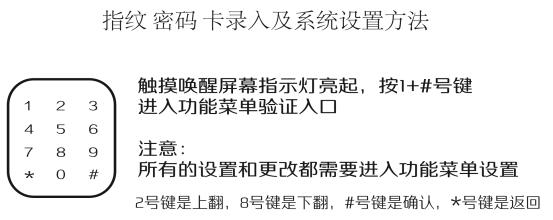 指纹 密码 卡录入及系统设置方法
触摸唤醒屏幕指示灯亮起，按1+#号键
进入功能菜单验证入口
1 2 3
4 5 6
7 8 9
* 0 #
注意：
所有的设置和更改都需要进入功能菜单设置
2号键是上翻，8号键是下翻，#号键是确认，*号键是返回